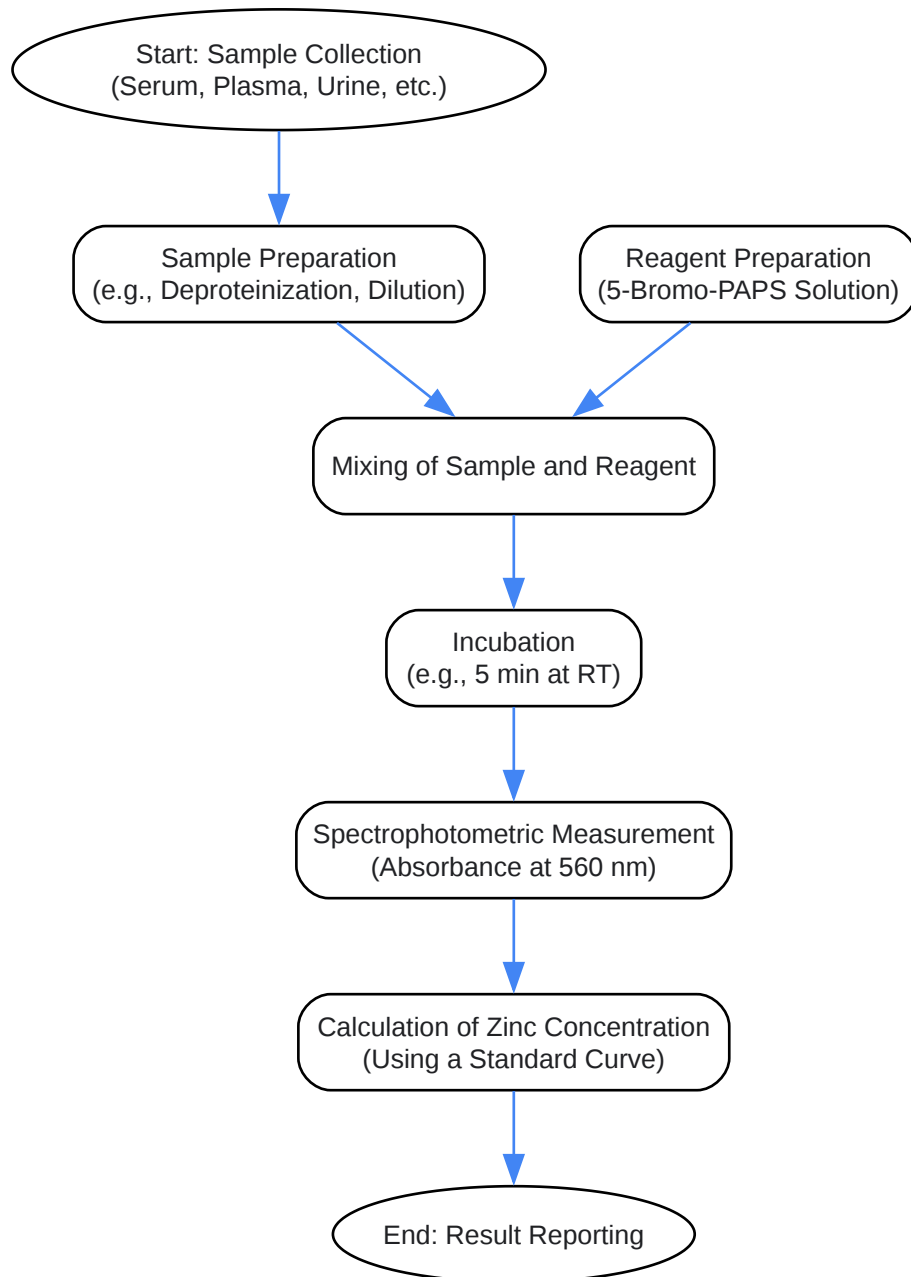 Start: Sample Collection
(Serum, Plasma, Urine, etc.)
Sample Preparation
(e.g., Deproteinization, Dilution)
Reagent Preparation
(5-Bromo-PAPS Solution)
Mixing of Sample and Reagent
Incubation
(e.g., 5 min at RT)
Spectrophotometric Measurement
(Absorbance at 560 nm)
Calculation of Zinc Concentration
(Using a Standard Curve)
End: Result Reporting